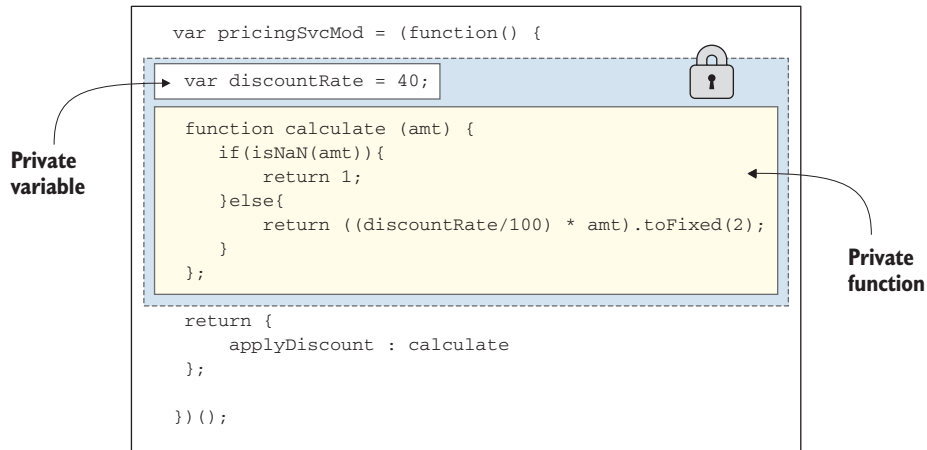 var pricingSvcMod = (function() {
var discountRate = 40;
function calculate (amt) {
if(isNaN(amt)){
return 1;
}else{
return ((discountRate/100) * amt).toFixed(2);
}
};
return {
applyDiscount : calculate
};
})();
Private
variable
Private
function